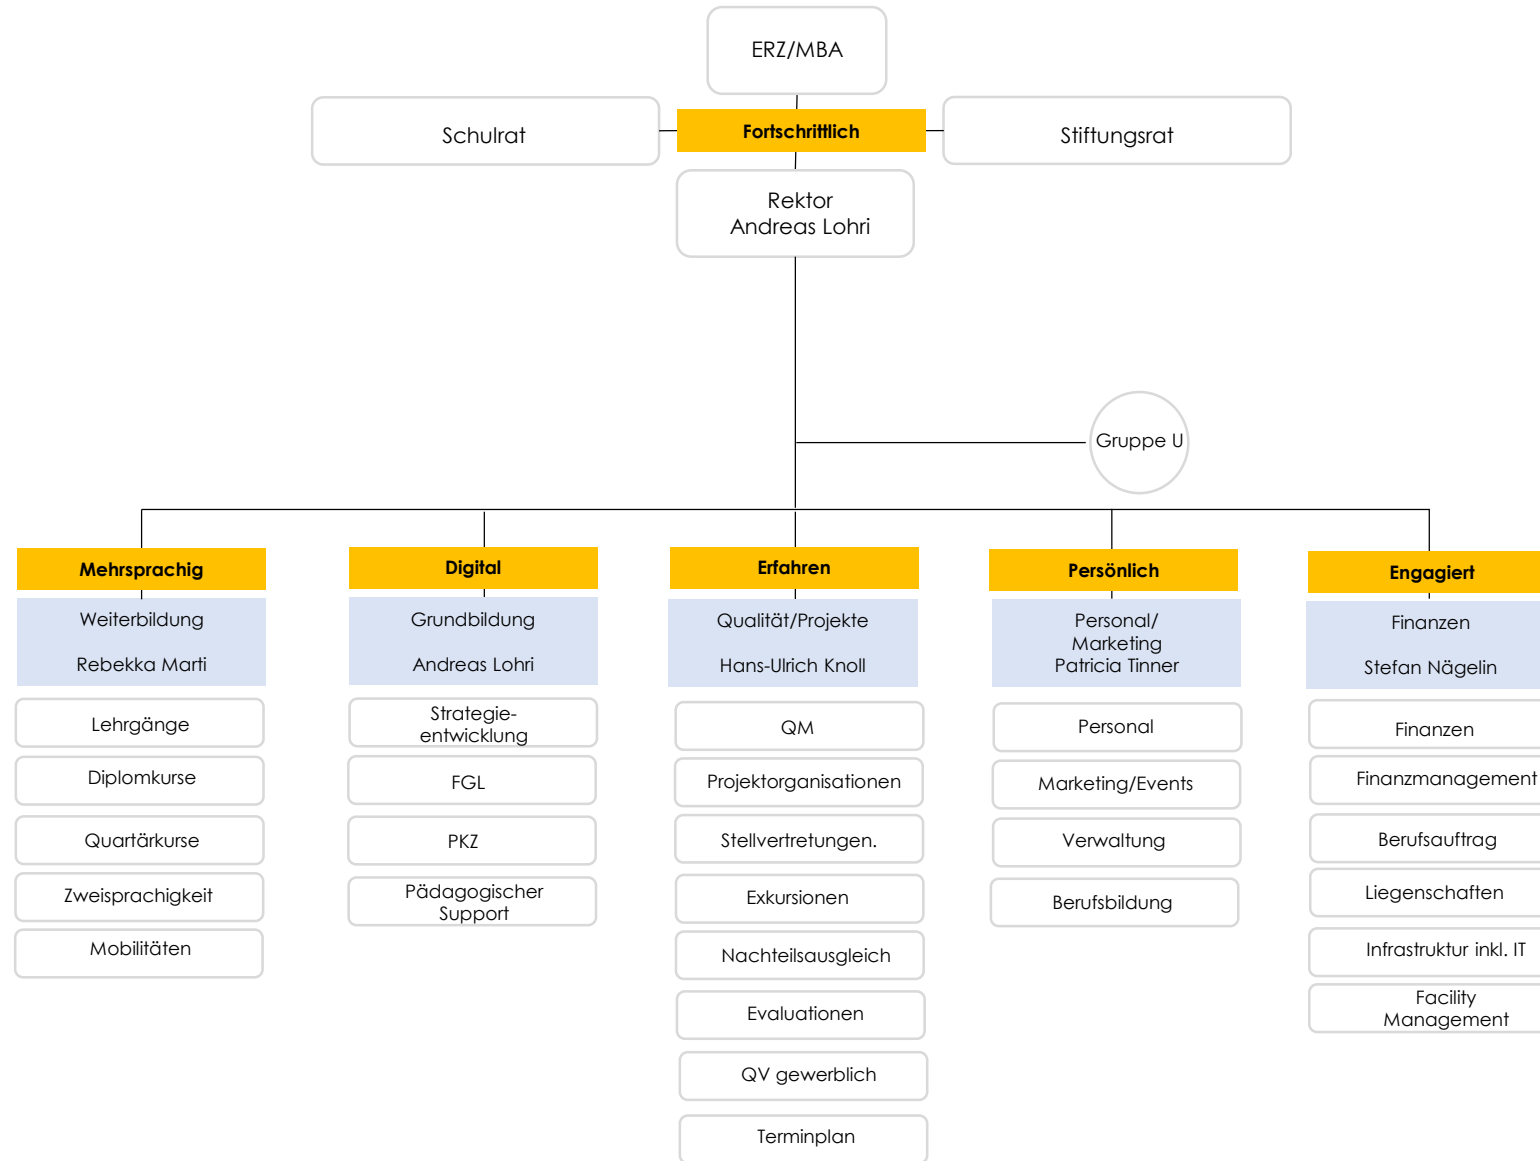 ERZ/MBA
Schulrat
Fortschrittlich
Stiftungsrat
Rektor
Andreas Lohri
Gruppe U
Mehrsprachig
Weiterbildung
Rebekka Marti
Lehrgänge
Diplomkurse
Quartärkurse
Zweisprachigkeit
Mobilitäten
Digital
Grundbildung
Andreas Lohri
Strategie-
entwicklung
FGL
PKZ
Pädagogischer
Support
Erfahren
Qualität/Projekte
Hans-Ulrich Knoll
QM
Projektorganisationen
Stellvertretungen.
Exkursionen
Nachteilsausgleich
Evaluationen
QV gewerblich
Terminplan
Persönlich
Personal/
Marketing
Patricia Tinner
Personal
Marketing/Events
Verwaltung
Berufsbildung
Engagiert
Finanzen
Stefan Nägelin
Finanzen
Finanzmanagement
Berufsauftrag
Liegenschaften
Infrastruktur inkl. IT
Facility
Management